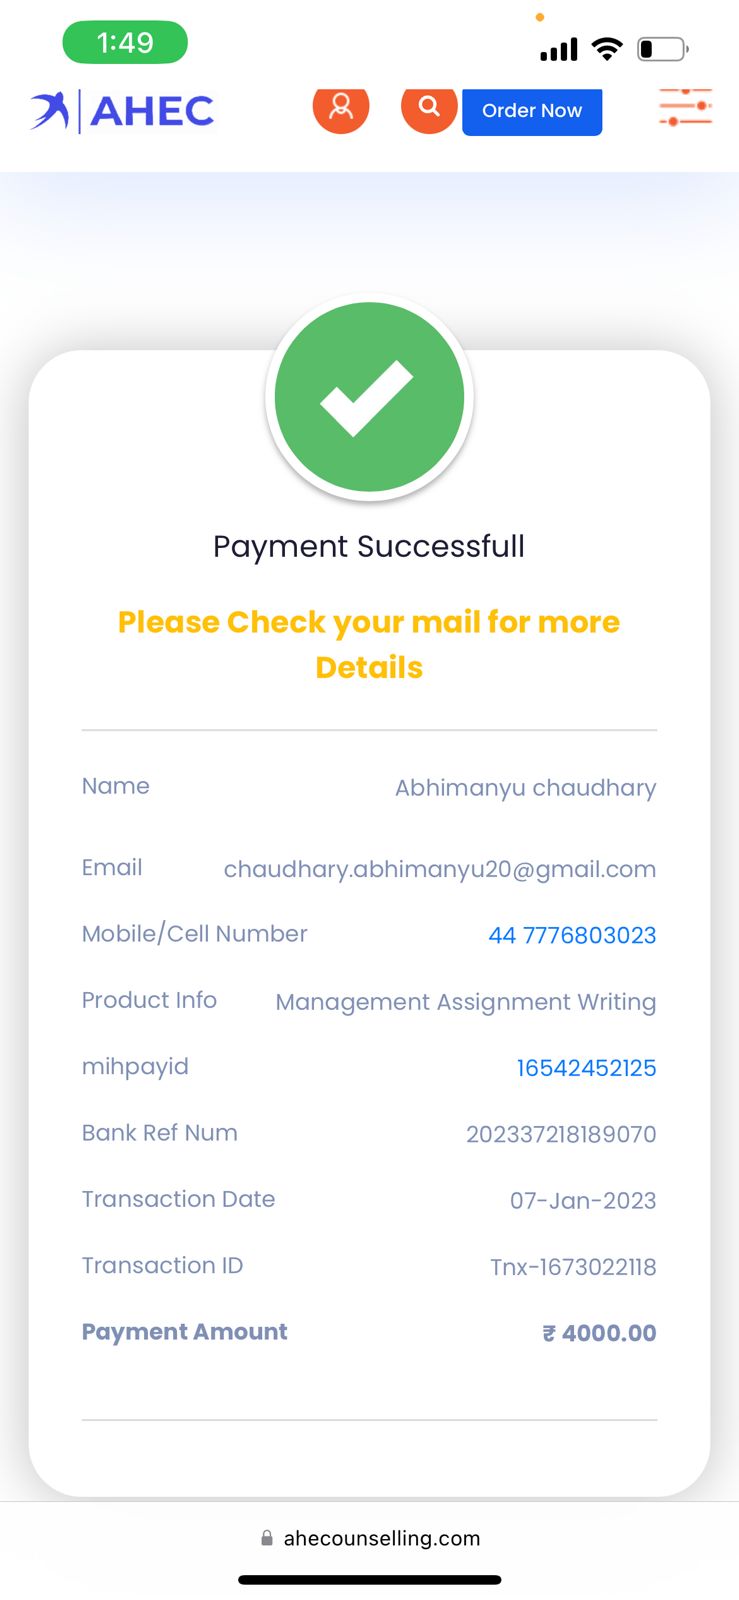 1:49
AHEC
Order Now
Payment Successfull
Please Check your mail for more
Details
Name Abhimanyu chaudhary
Email chaudhary.abhimanyu20@gmail.com
Mobile/Cell Number 44 7776803023
Product Info Management Assignment Writing
mihpayid 16542452125
Bank Ref Num 202337218189070
Transaction Date 07-Jan-2023
Transaction ID Tnx-1673022118
Payment Amount ₹ 4000.00
ahecounselling.com